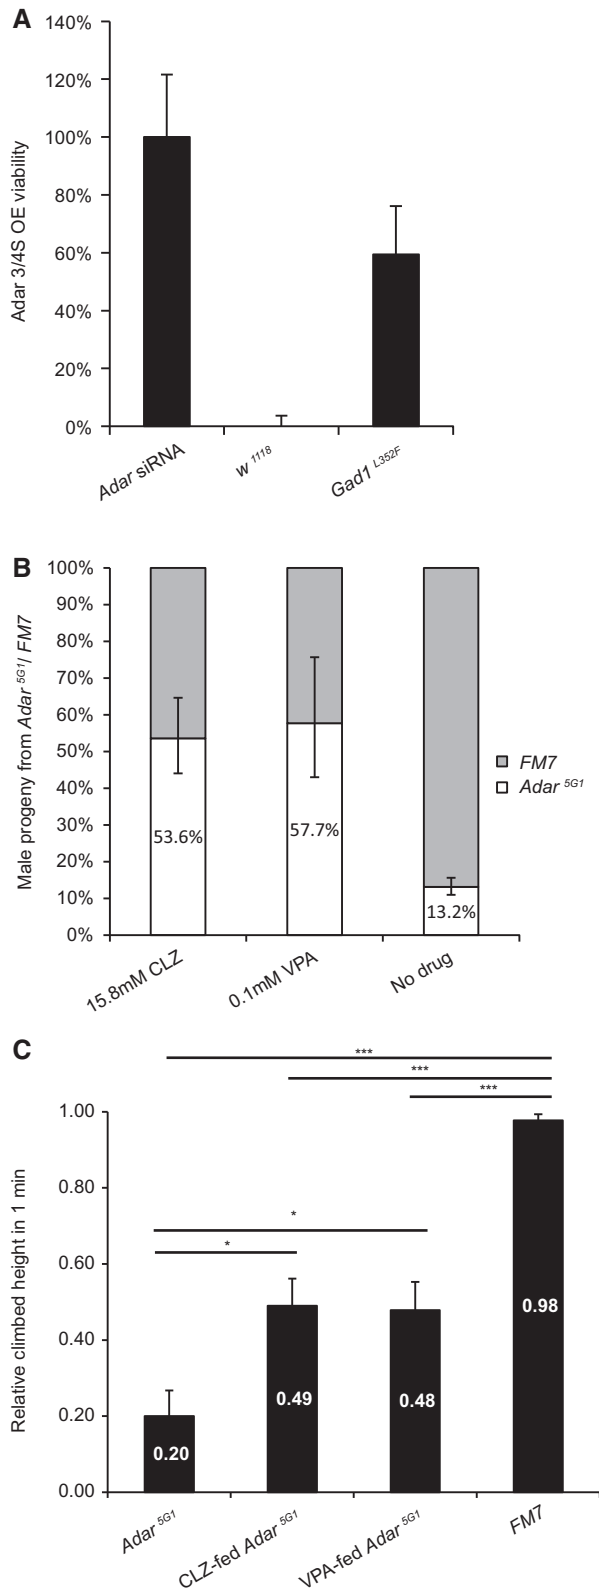 A
Adar 3/4S OE viability
140%
120%
100%
80%
60%
40%
20%
0%
Adar siRNA
w 1118
Gad1 L352F
B
Male progeny from Adar 5G1/ FM7
100%
90%
80%
70%
60%
50%
40%
30%
20%
10%
0%
53.6%
57.7%
13.2%
FM7
Adar 5G1
15.8mM CLZ
0.1mM VPA
No drug
C
***
***
***
*
*
Relative climbed height in 1 min
1.00
0.80
0.60
0.40
0.20
0.00
0.20
0.49
0.48
0.98
Adar 5G1
CLZ-fed Adar 5G1
VPA-fed Adar 5G1
FM7